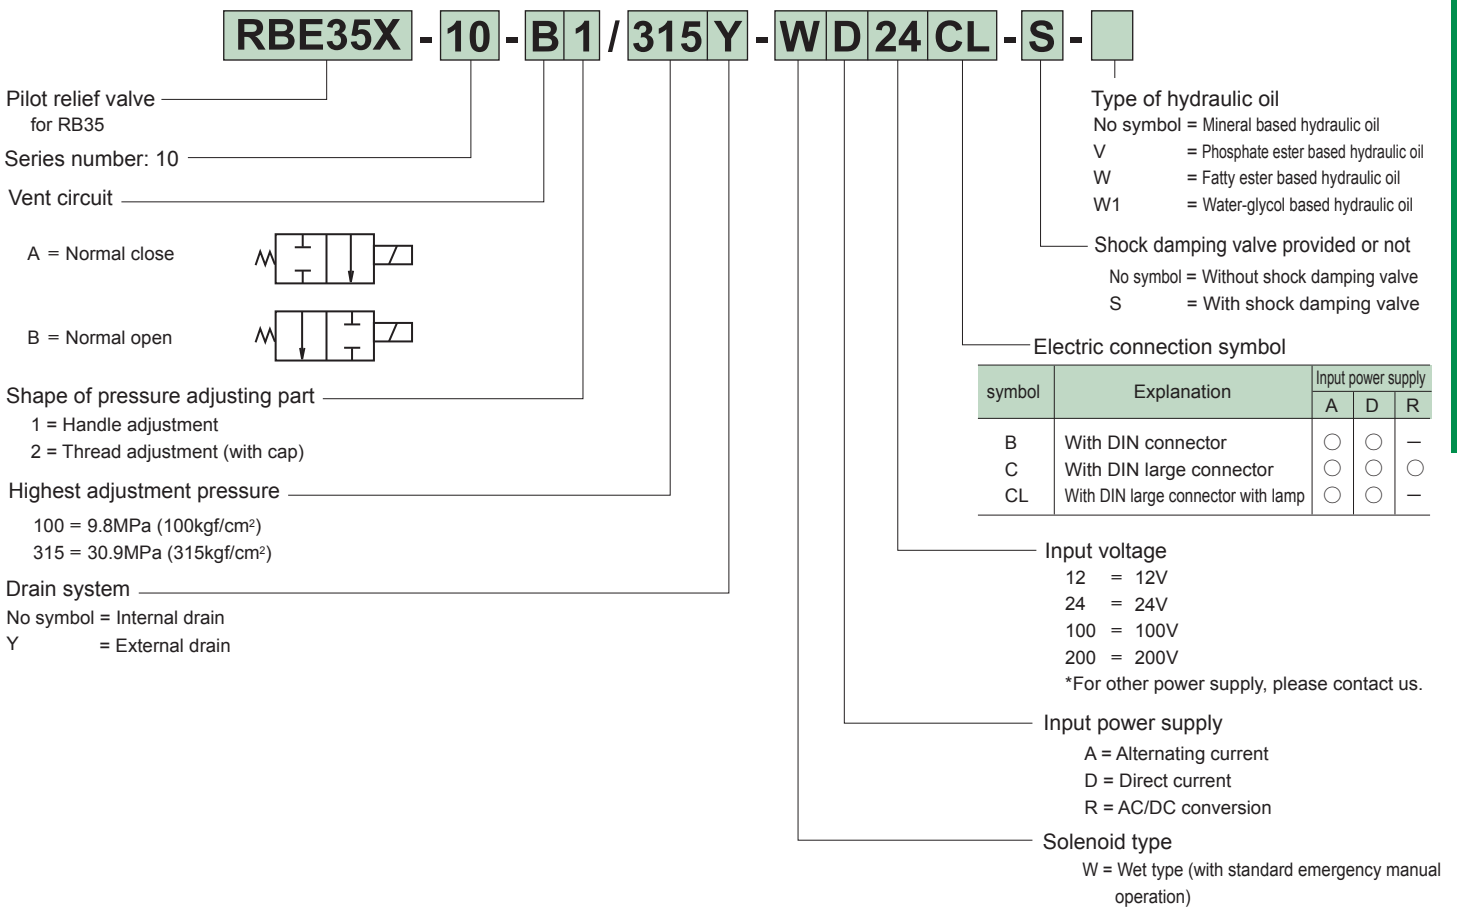 RBE35X - 10 - B 1 / 315 Y - W D 24 CL - S -
Pilot relief valve
for RB35
Series number: 10
Vent circuit
A = Normal close
B = Normal open
Shape of pressure adjusting part
1 = Handle adjustment
2 = Thread adjustment (with cap)
Highest adjustment pressure
100 = 9.8MPa (100kgf/cm²)
315 = 30.9MPa (315kgf/cm²)
Drain system
No symbol = Internal drain
Y = External drain
Type of hydraulic oil
No symbol = Mineral based hydraulic oil
V = Phosphate ester based hydraulic oil
W = Fatty ester based hydraulic oil
W1 = Water-glycol based hydraulic oil
Shock damping valve provided or not
No symbol = Without shock damping valve
S = With shock damping valve
Electric connection symbol
symbol Explanation Input power supply
A D R
B With DIN connector ○ ○ –
C With DIN large connector ○ ○ ○
CL With DIN large connector with lamp ○ ○ –
Input voltage
12 = 12V
24 = 24V
100 = 100V
200 = 200V
*For other power supply, please contact us.
Input power supply
A = Alternating current
D = Direct current
R = AC/DC conversion
Solenoid type
W = Wet type (with standard emergency manual
operation)